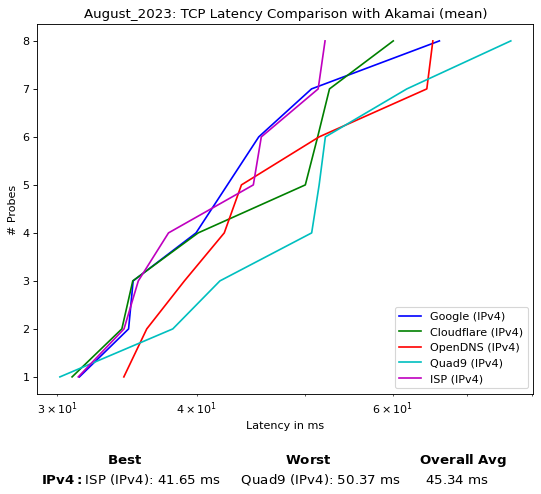 August_2023: TCP Latency Comparison with Akamai (mean)
8
7
6
5
4
3
2
1
# Probes
3 × 10¹ 4 × 10¹ 6 × 10¹
Latency in ms
Google (IPv4)
Cloudflare (IPv4)
OpenDNS (IPv4)
Quad9 (IPv4)
ISP (IPv4)
Best Worst Overall Avg
IPv4: ISP (IPv4): 41.65 ms Quad9 (IPv4): 50.37 ms 45.34 ms